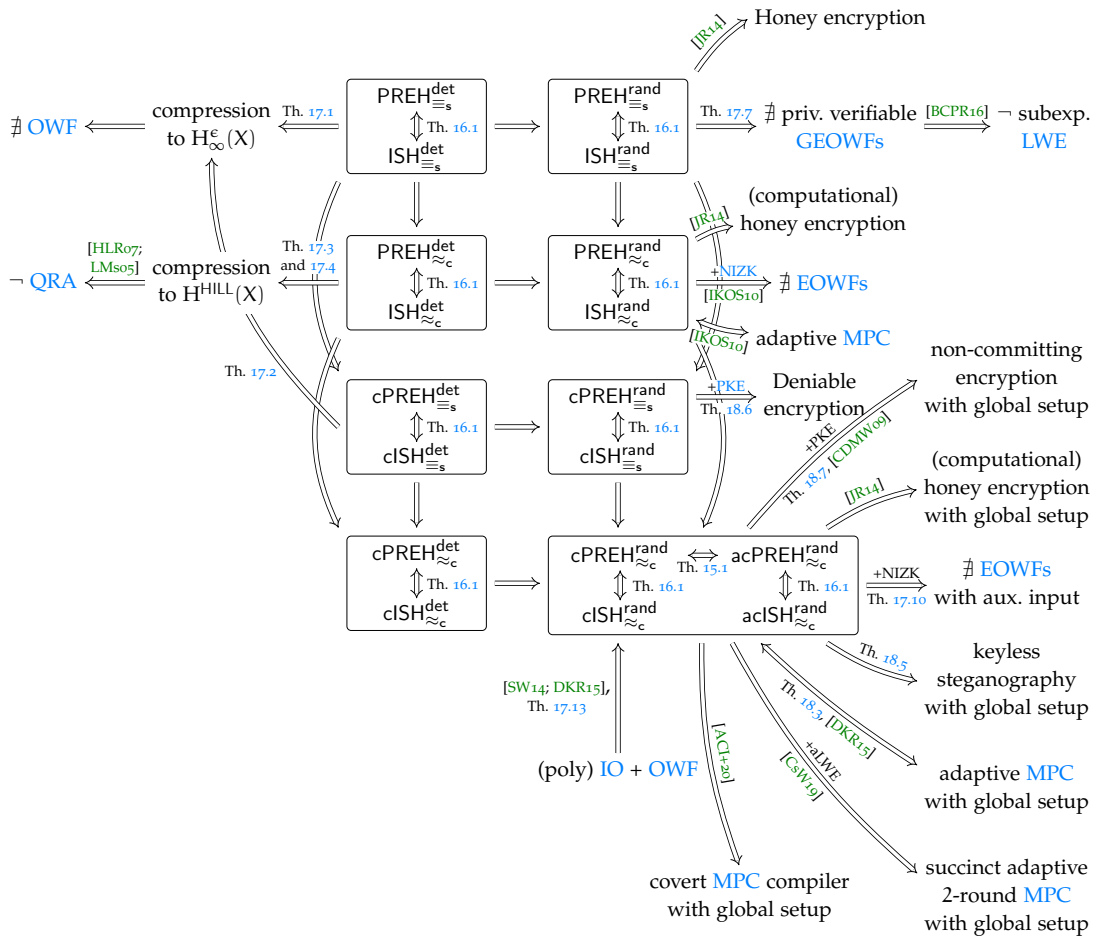 [JR14]
Honey encryption
∄ OWF
compression
to H^ϵ_∞(X)
Th. 17.1
PREH^det_≡s
⇕ Th. 16.1
ISH^det_≡s
PREH^rand_≡s
⇕ Th. 16.1
ISH^rand_≡s
Th. 17.7
∄ priv. verifiable
GEOWFs
[BCPR16]
¬ subexp.
LWE
(computational)
honey encryption
[JR14]
¬ QRA
[HLR07;
LMs05]
compression
to H^HILL(X)
Th. 17.3
and 17.4
PREH^det_≈c
⇕ Th. 16.1
ISH^det_≈c
PREH^rand_≈c
⇕ Th. 16.1
ISH^rand_≈c
+NIZK
[IKOS10]
∄ EOWFs
[IKOS10]
adaptive MPC
Th. 17.2
cPREH^det_≡s
⇕ Th. 16.1
cISH^det_≡s
cPREH^rand_≡s
⇕ Th. 16.1
cISH^rand_≡s
+PKE
Th. 18.6
Deniable
encryption
non-committing
encryption
with global setup
+PKE
Th. 18.7, [CDMW09]
(computational)
honey encryption
with global setup
[JR14]
cPREH^det_≈c
⇕ Th. 16.1
cISH^det_≈c
cPREH^rand_≈c ⇔ acPREH^rand_≈c
Th. 15.1
⇕ Th. 16.1
⇕ Th. 16.1
cISH^rand_≈c
acISH^rand_≈c
+NIZK
Th. 17.10
∄ EOWFs
with aux. input
Th. 18.5
keyless
steganography
with global setup
[SW14; DKR15],
Th. 17.13
(poly) IO + OWF
Th. 18.3, [DKR15]
adaptive MPC
with global setup
[ACI+20]
+aLWE
[CsW19]
covert MPC compiler
with global setup
succinct adaptive
2-round MPC
with global setup